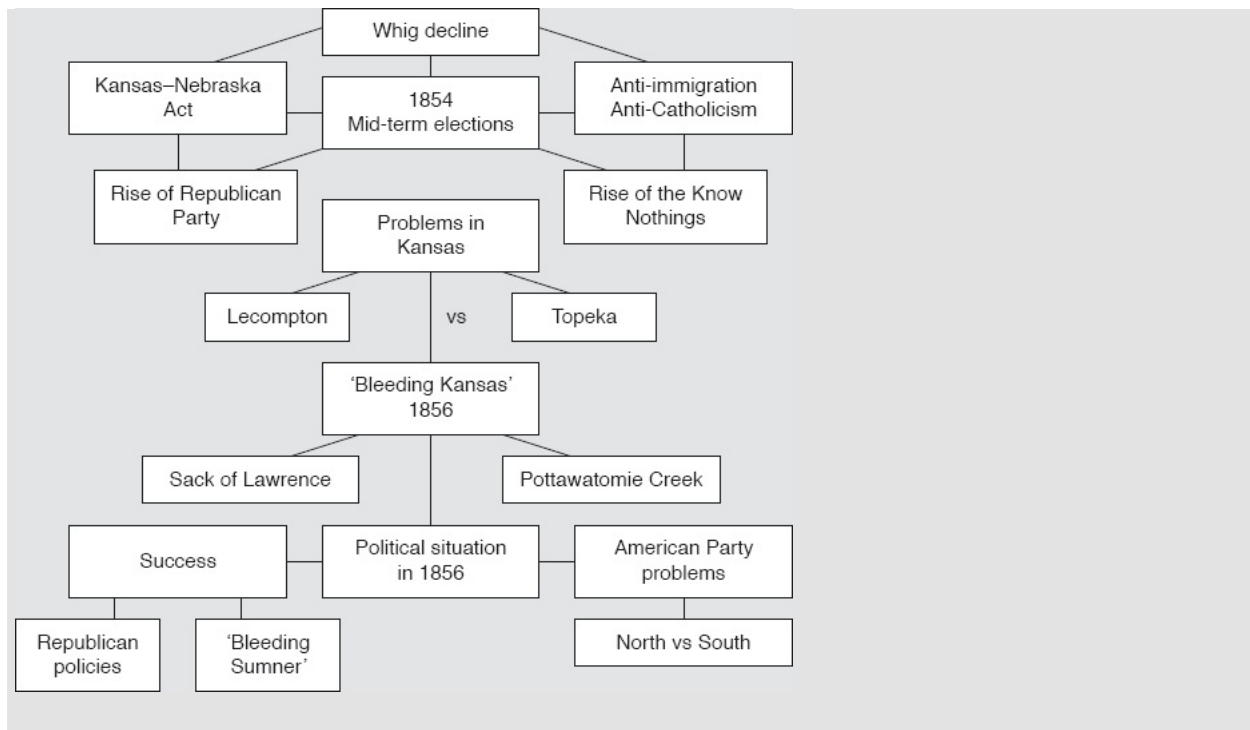 Whig decline
Kansas–Nebraska
Act
1854
Mid-term elections
Anti-immigration
Anti-Catholicism
Rise of Republican
Party
Rise of the Know
Nothings
Problems in
Kansas
Lecompton
vs
Topeka
‘Bleeding Kansas’
1856
Sack of Lawrence
Pottawatomie Creek
Success
Political situation
in 1856
American Party
problems
Republican
policies
‘Bleeding
Sumner’
North vs South